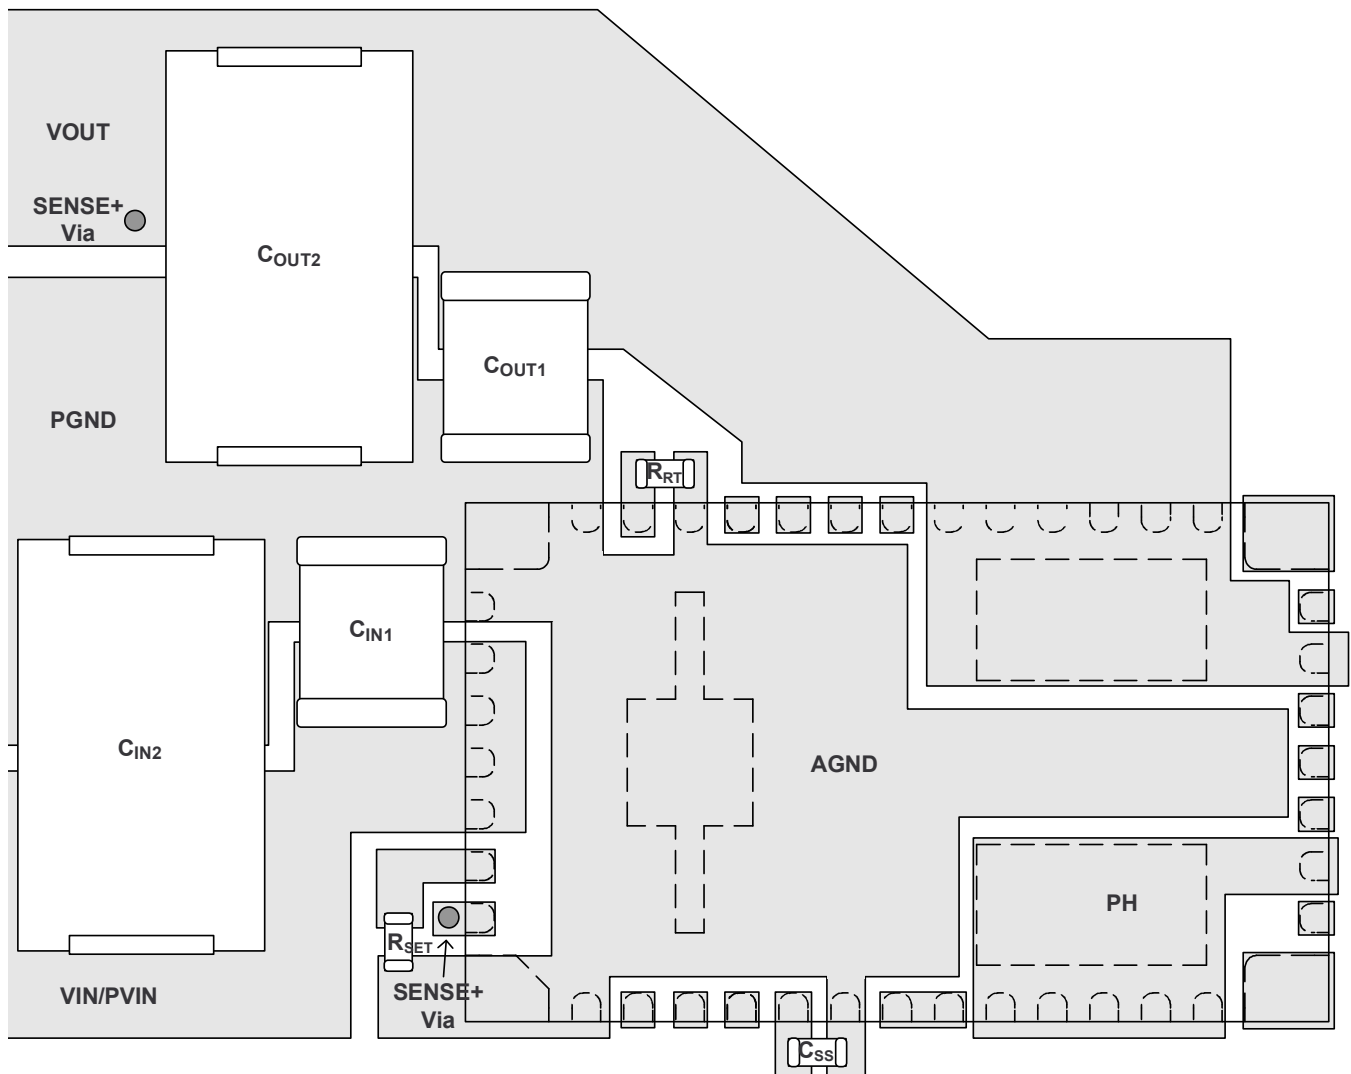 VOUT
SENSE+
Via
COUT2
COUT1
PGND
RRT
CIN1
CIN2
AGND
PH
RSET
SENSE+
Via
VIN/PVIN
CSS